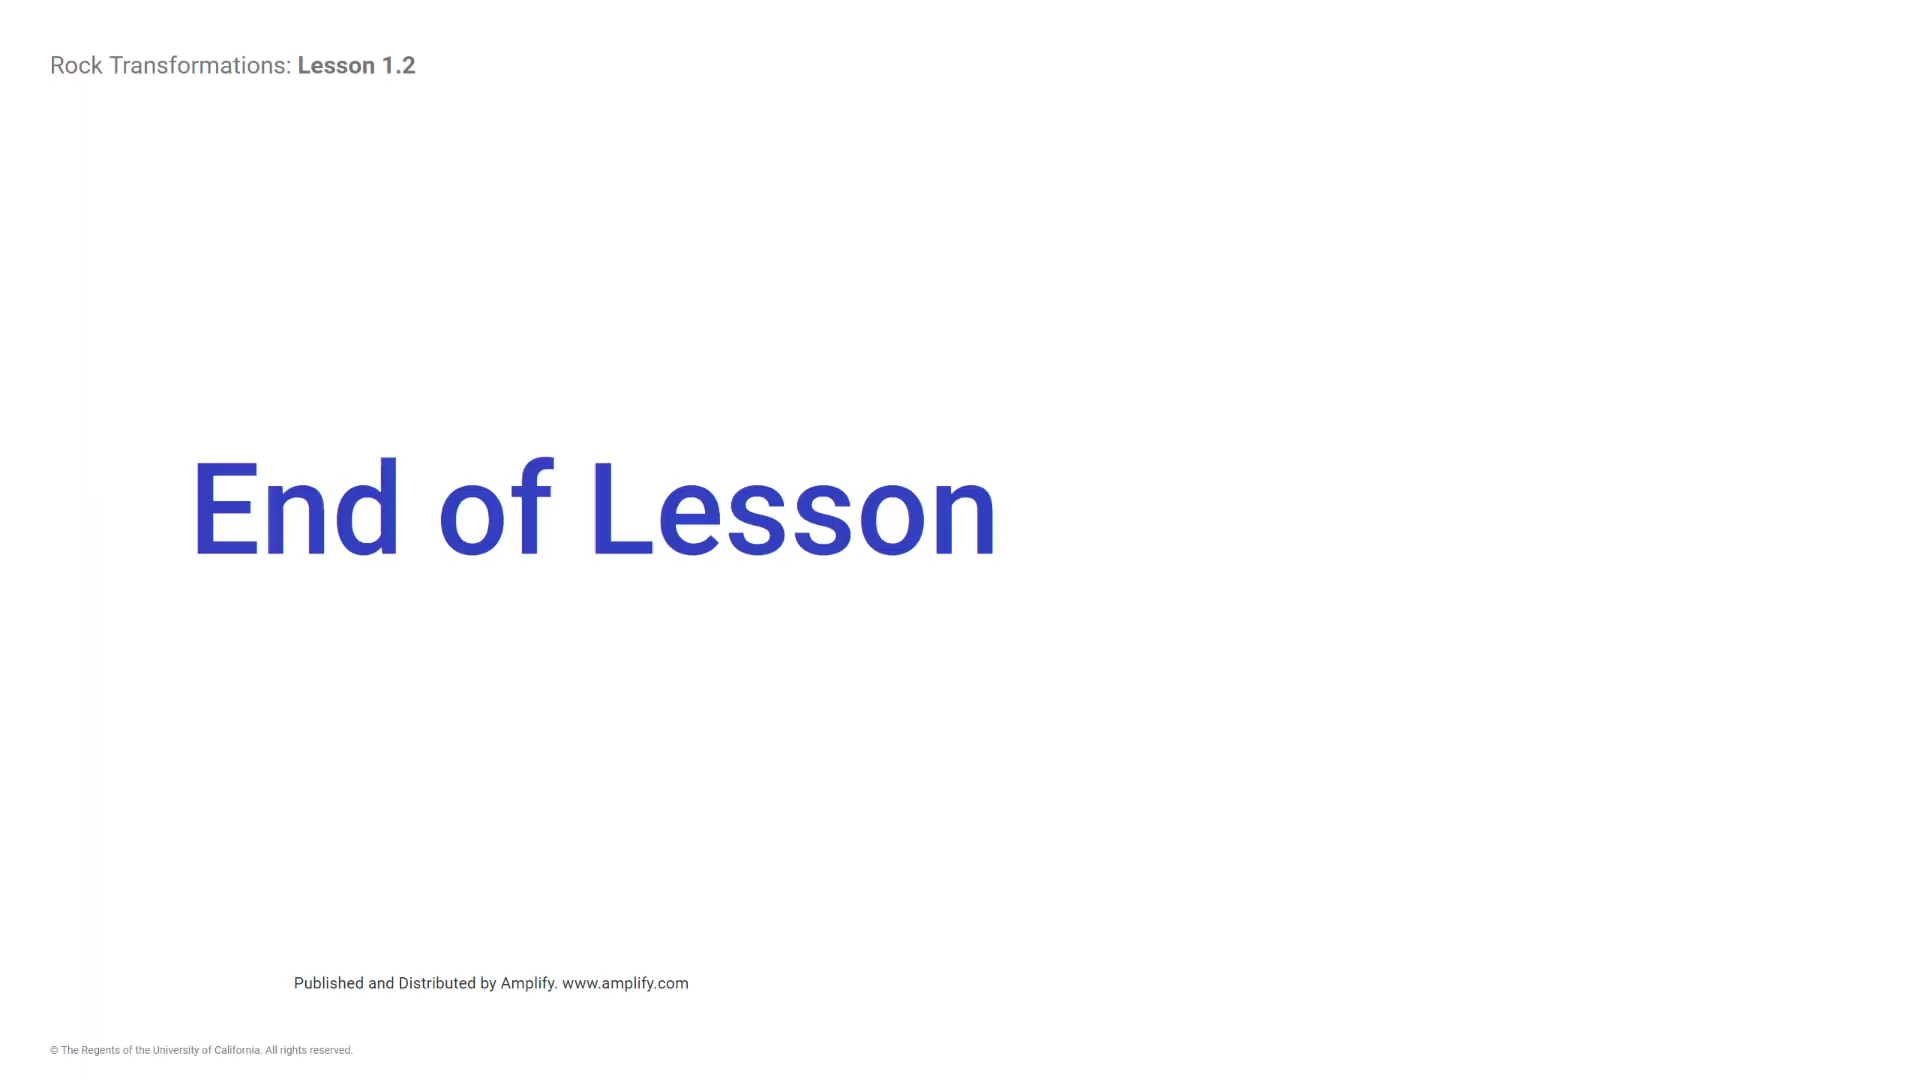 Rock Transformations: Lesson 1.2
End of Lesson
Published and Distributed by Amplify. www.amplify.com
© The Regents of the University of California. All rights reserved.